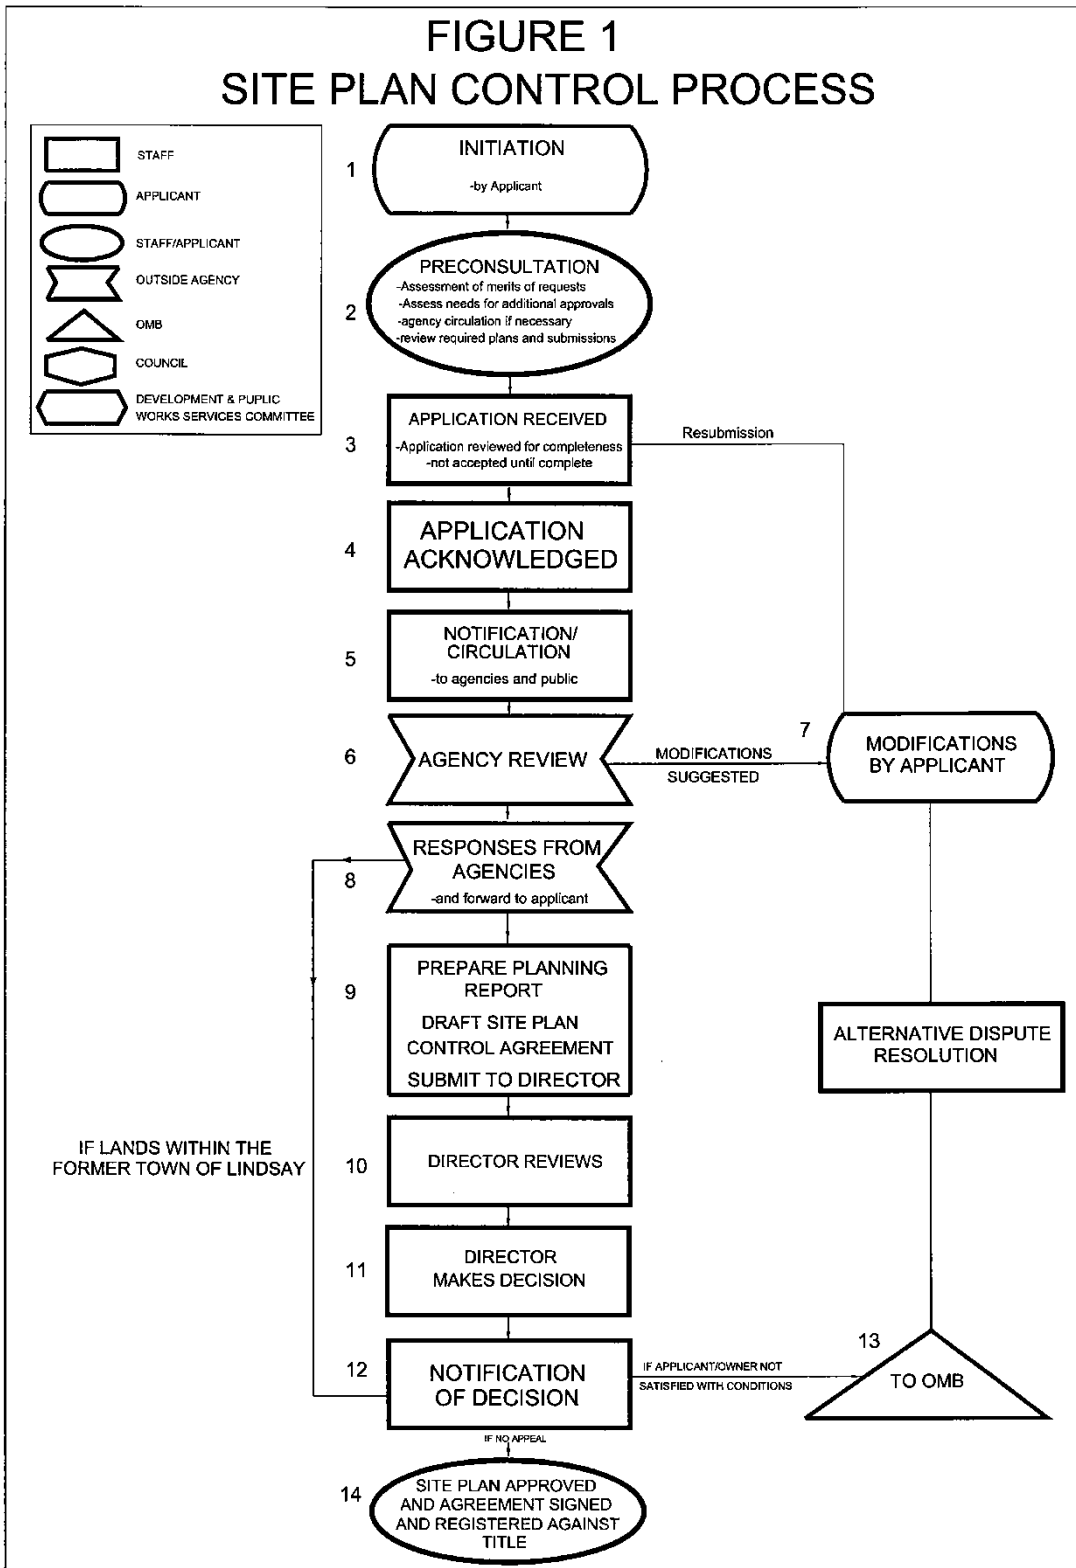 FIGURE 1
SITE PLAN CONTROL PROCESS
STAFF
APPLICANT
STAFF/APPLICANT
OUTSIDE AGENCY
OMB
COUNCIL
DEVELOPMENT & PUPLIC
WORKS SERVICES COMMITTEE
1
INITIATION
-by Applicant
2
PRECONSULTATION
-Assessment of merits of requests
-Assess needs for additional approvals
-agency circulation if necessary
-review required plans and submissions
3
APPLICATION RECEIVED
-Application reviewed for completeness
-not accepted until complete
Resubmission
4
APPLICATION
ACKNOWLEDGED
5
NOTIFICATION/
CIRCULATION
-to agencies and public
6
AGENCY REVIEW
MODIFICATIONS
SUGGESTED
7
MODIFICATIONS
BY APPLICANT
8
RESPONSES FROM
AGENCIES
-and forward to applicant
9
PREPARE PLANNING
REPORT
DRAFT SITE PLAN
CONTROL AGREEMENT
SUBMIT TO DIRECTOR
ALTERNATIVE DISPUTE
RESOLUTION
IF LANDS WITHIN THE
FORMER TOWN OF LINDSAY
10
DIRECTOR REVIEWS
11
DIRECTOR
MAKES DECISION
12
NOTIFICATION
OF DECISION
IF APPLICANT/OWNER NOT
SATISFIED WITH CONDITIONS
13
TO OMB
IF NO APPEAL
14
SITE PLAN APPROVED
AND AGREEMENT SIGNED
AND REGISTERED AGAINST
TITLE